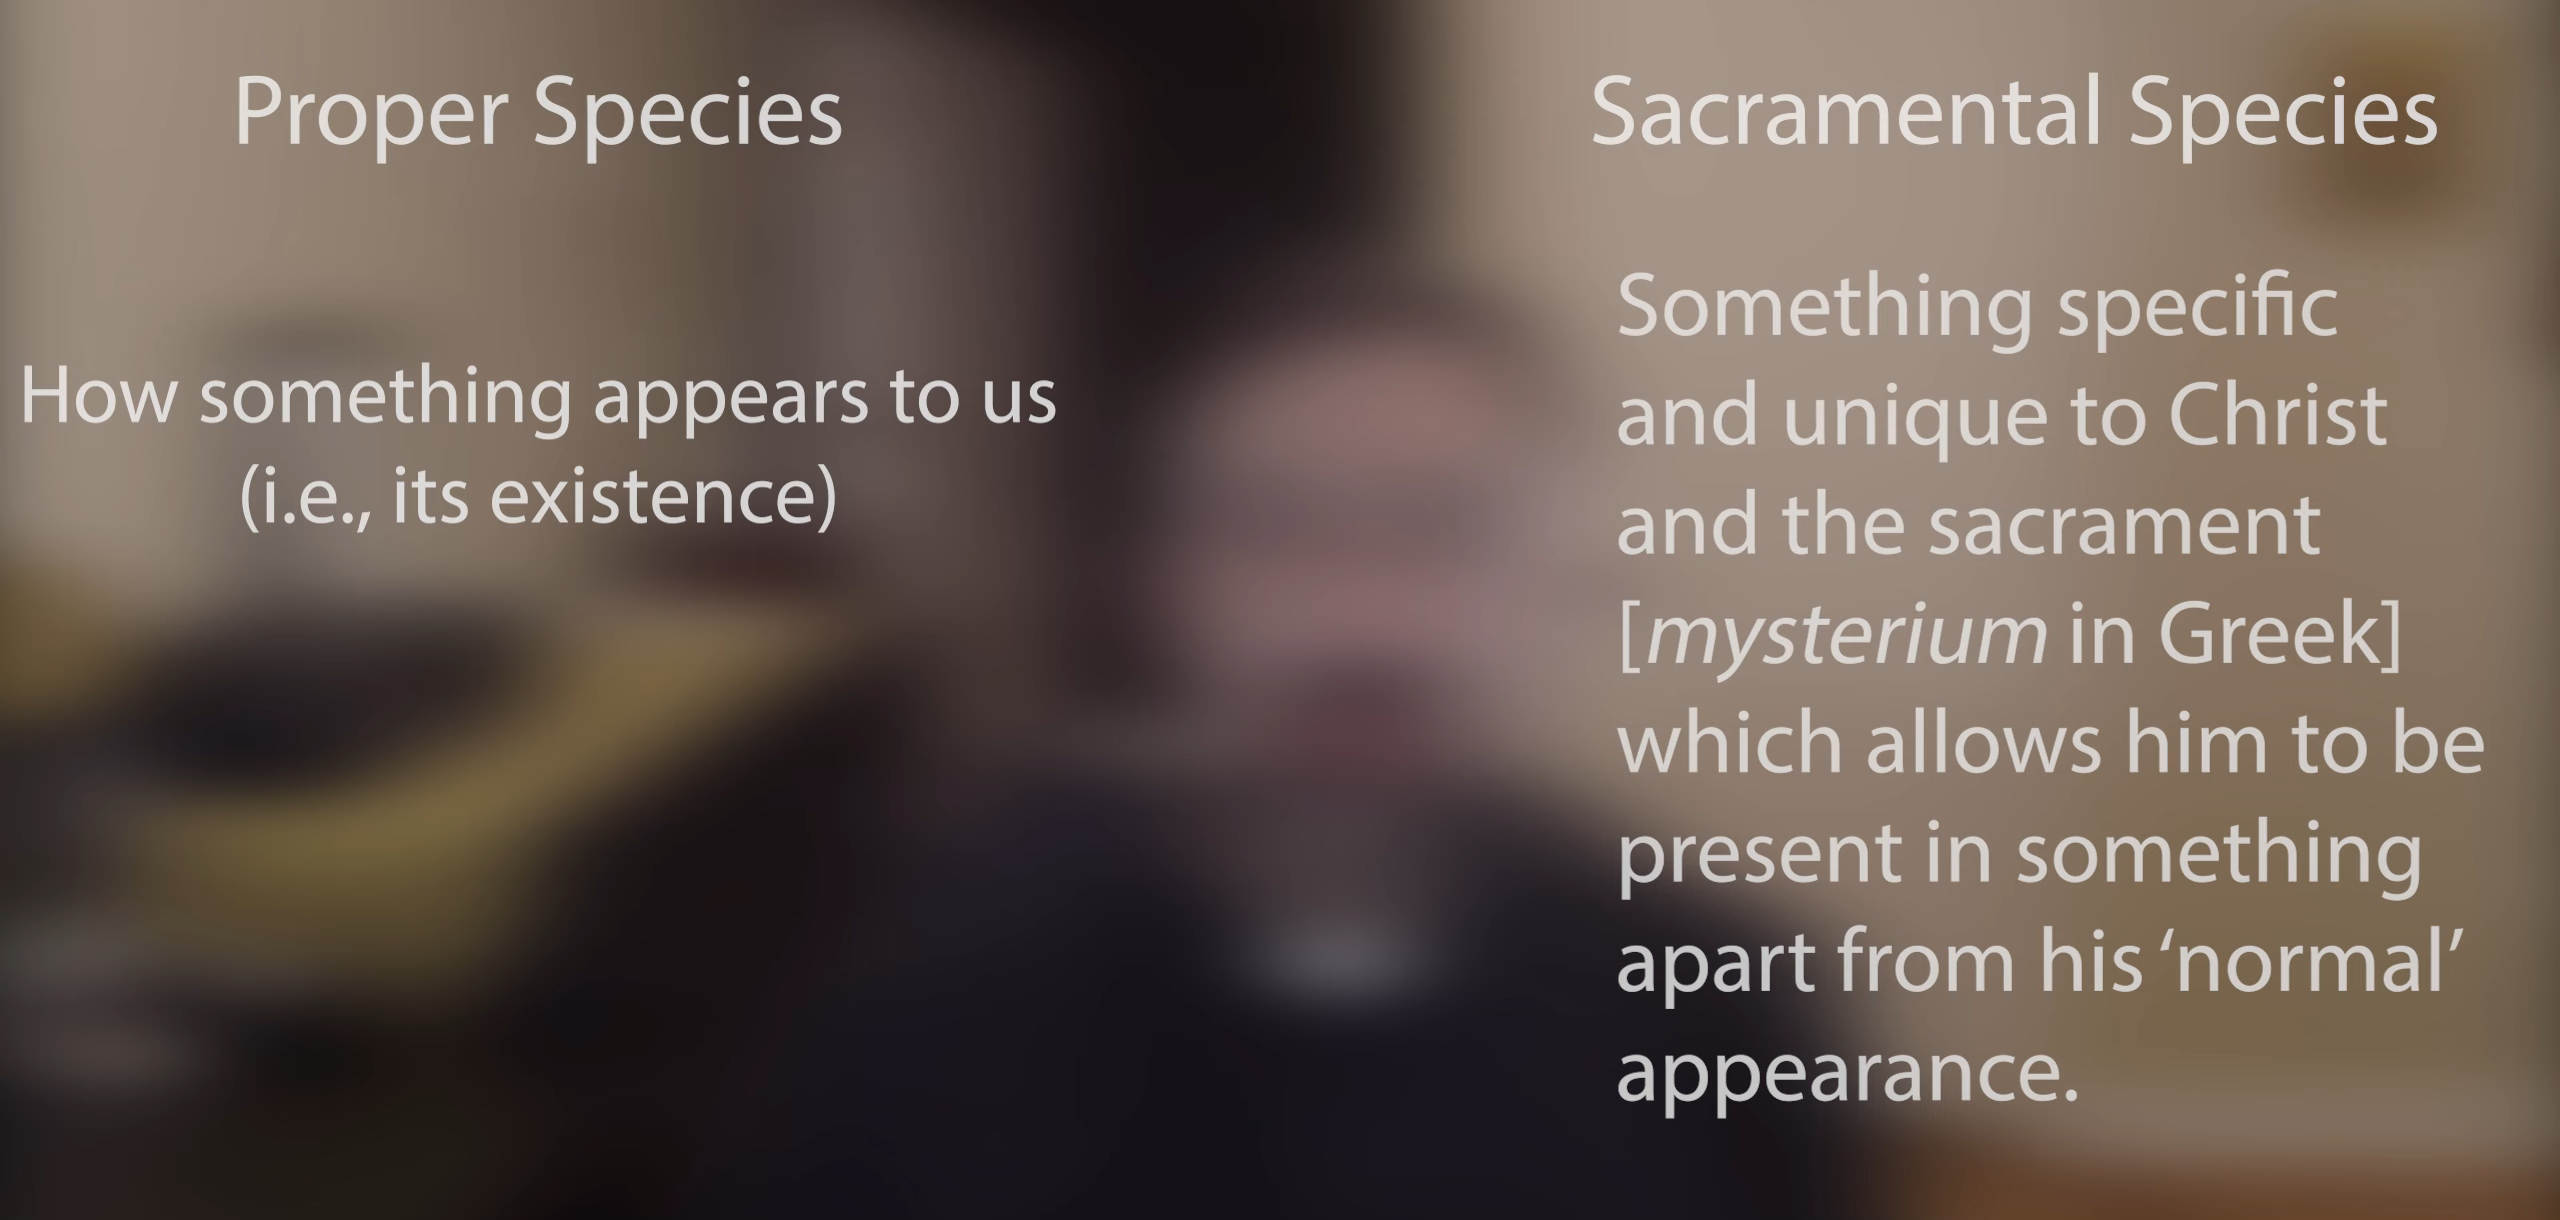 Proper Species
How something appears to us
(i.e., its existence)
Sacramental Species
Something specific
and unique to Christ
and the sacrament
[mysterium in Greek]
which allows him to be
present in something
apart from his ‘normal’
appearance.